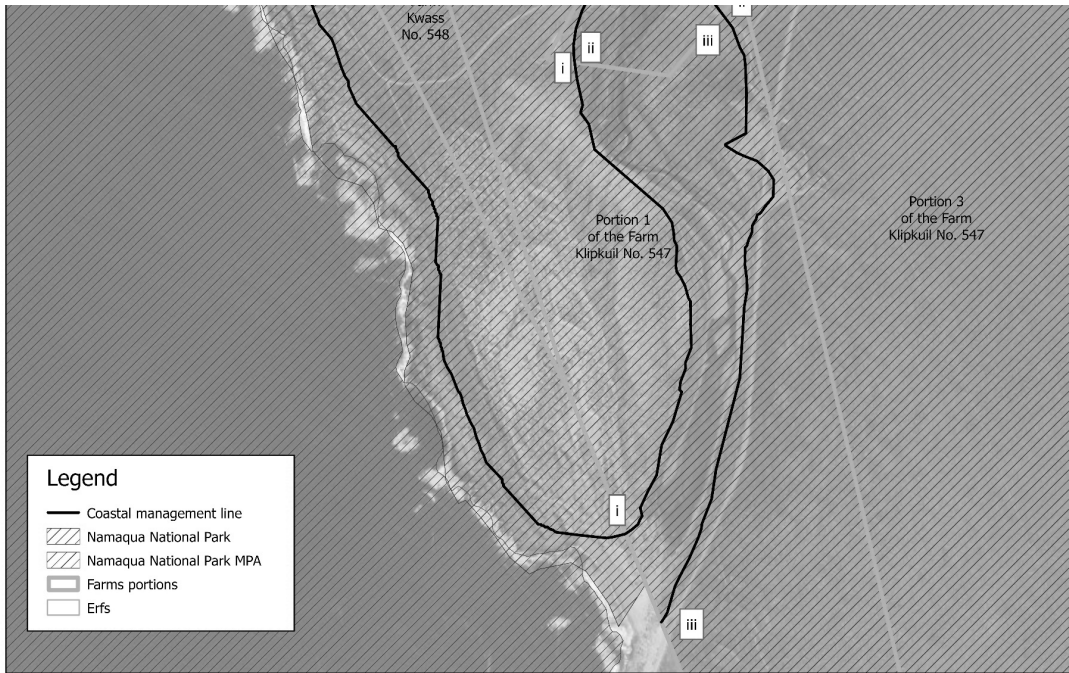 Kwass
No. 548
ii
iii
i
Portion 1
of the Farm
Klipkuil No. 547
Portion 3
of the Farm
Klipkuil No. 547
i
iii
Legend
Coastal management line
Namaqua National Park
Namaqua National Park MPA
Farms portions
Erfs